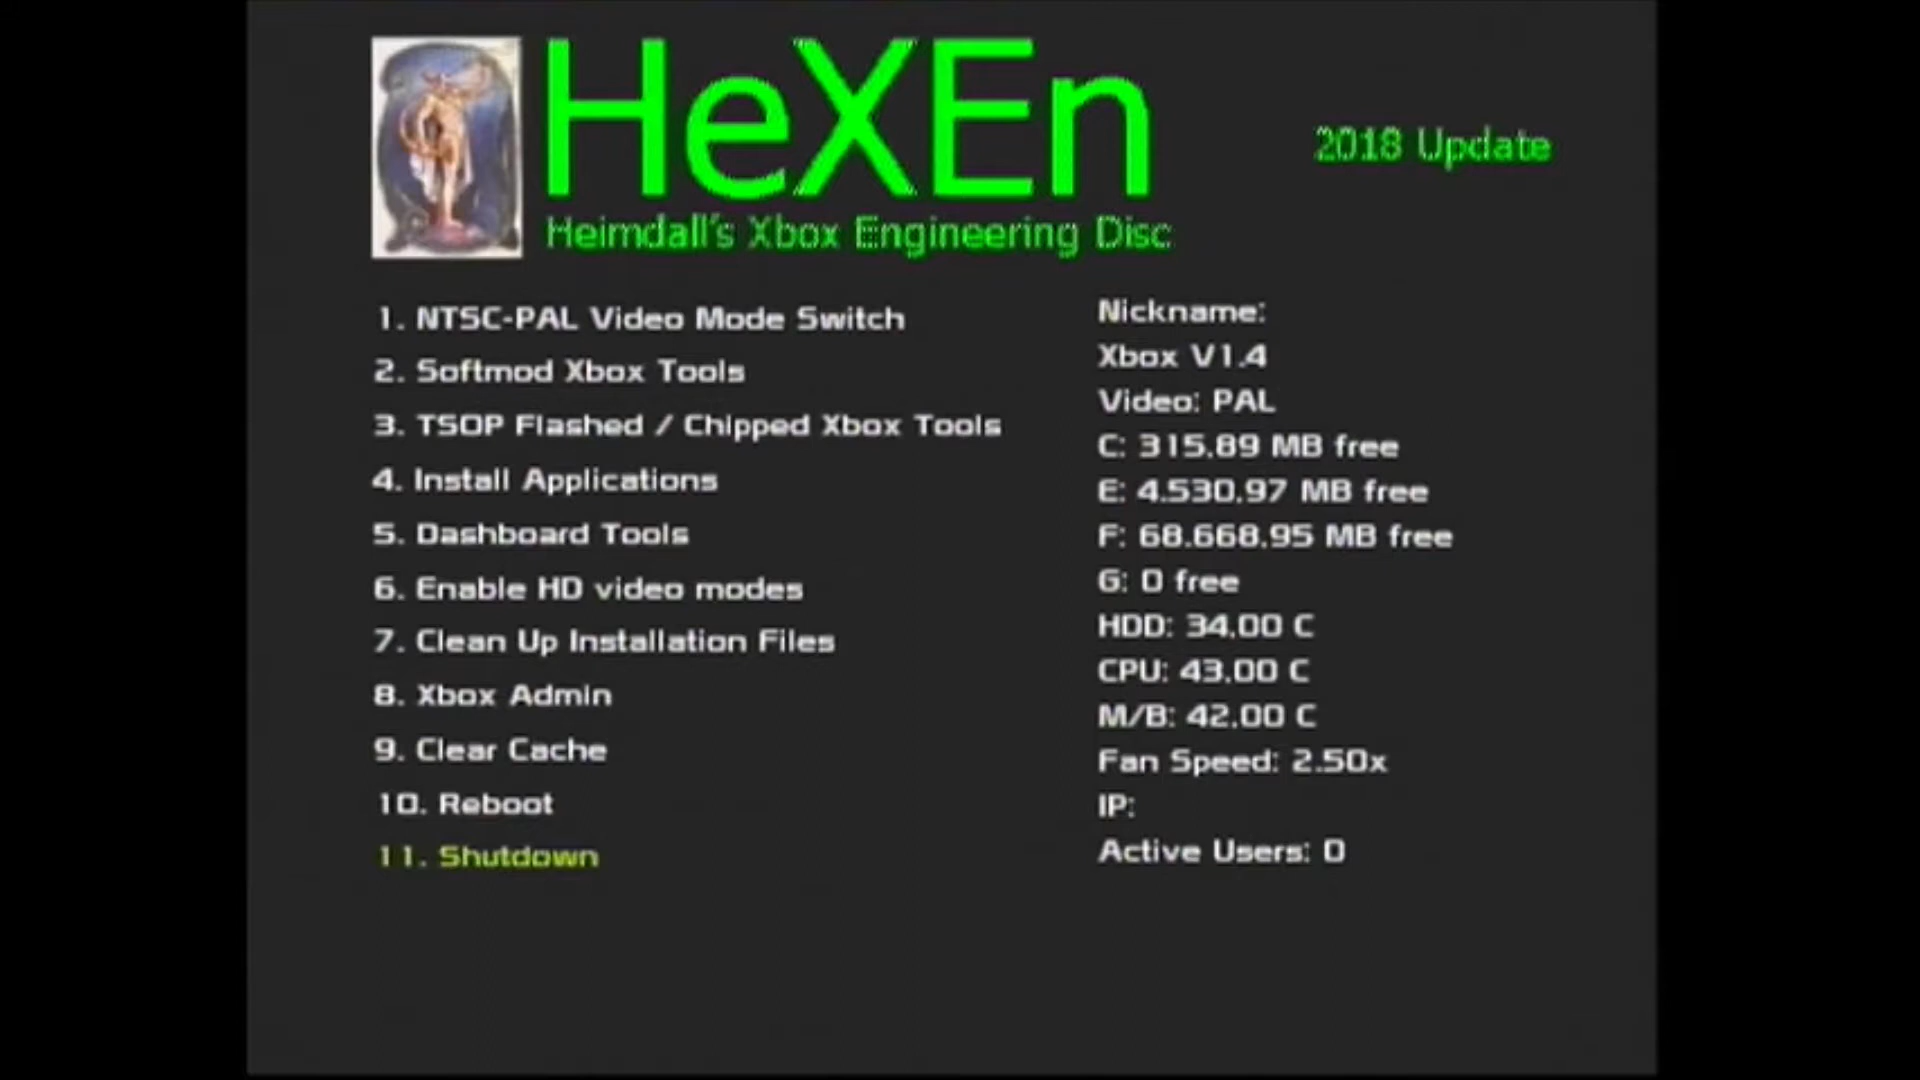 HeXEn
2018 Update
Heimdall's Xbox Engineering Disc
1. NTSC-PAL Video Mode Switch
2. Softmod Xbox Tools
3. TSOP Flashed / Chipped Xbox Tools
4. Install Applications
5. Dashboard Tools
6. Enable HD video modes
7. Clean Up Installation Files
8. Xbox Admin
9. Clear Cache
10. Reboot
11. Shutdown
Nickname:
Xbox V1.4
Video: PAL
C: 315.89 MB free
E: 4.530.97 MB free
F: 68.668.95 MB free
G: 0 free
HDD: 34.00 C
CPU: 43.00 C
M/B: 42.00 C
Fan Speed: 2.50x
IP:
Active Users: 0